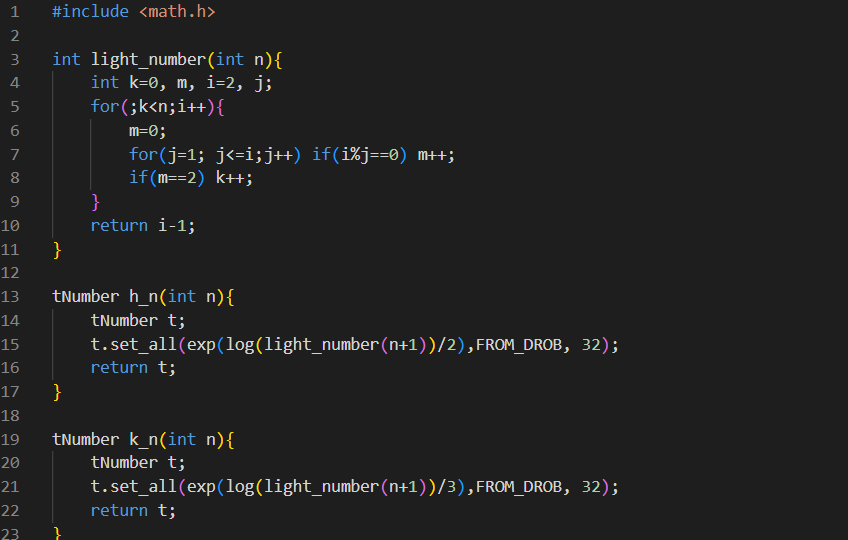 1 #include <math.h>
2
3 int light_number(int n){
4 int k=0, m, i=2, j;
5 for(;k<n;i++){
6 m=0;
7 for(j=1; j<=i;j++) if(i%j==0) m++;
8 if(m==2) k++;
9 }
10 return i-1;
11 }
12
13 tNumber h_n(int n){
14 tNumber t;
15 t.set_all(exp(log(light_number(n+1))/2),FROM_DROB, 32);
16 return t;
17 }
18
19 tNumber k_n(int n){
20 tNumber t;
21 t.set_all(exp(log(light_number(n+1))/3),FROM_DROB, 32);
22 return t;
23 }